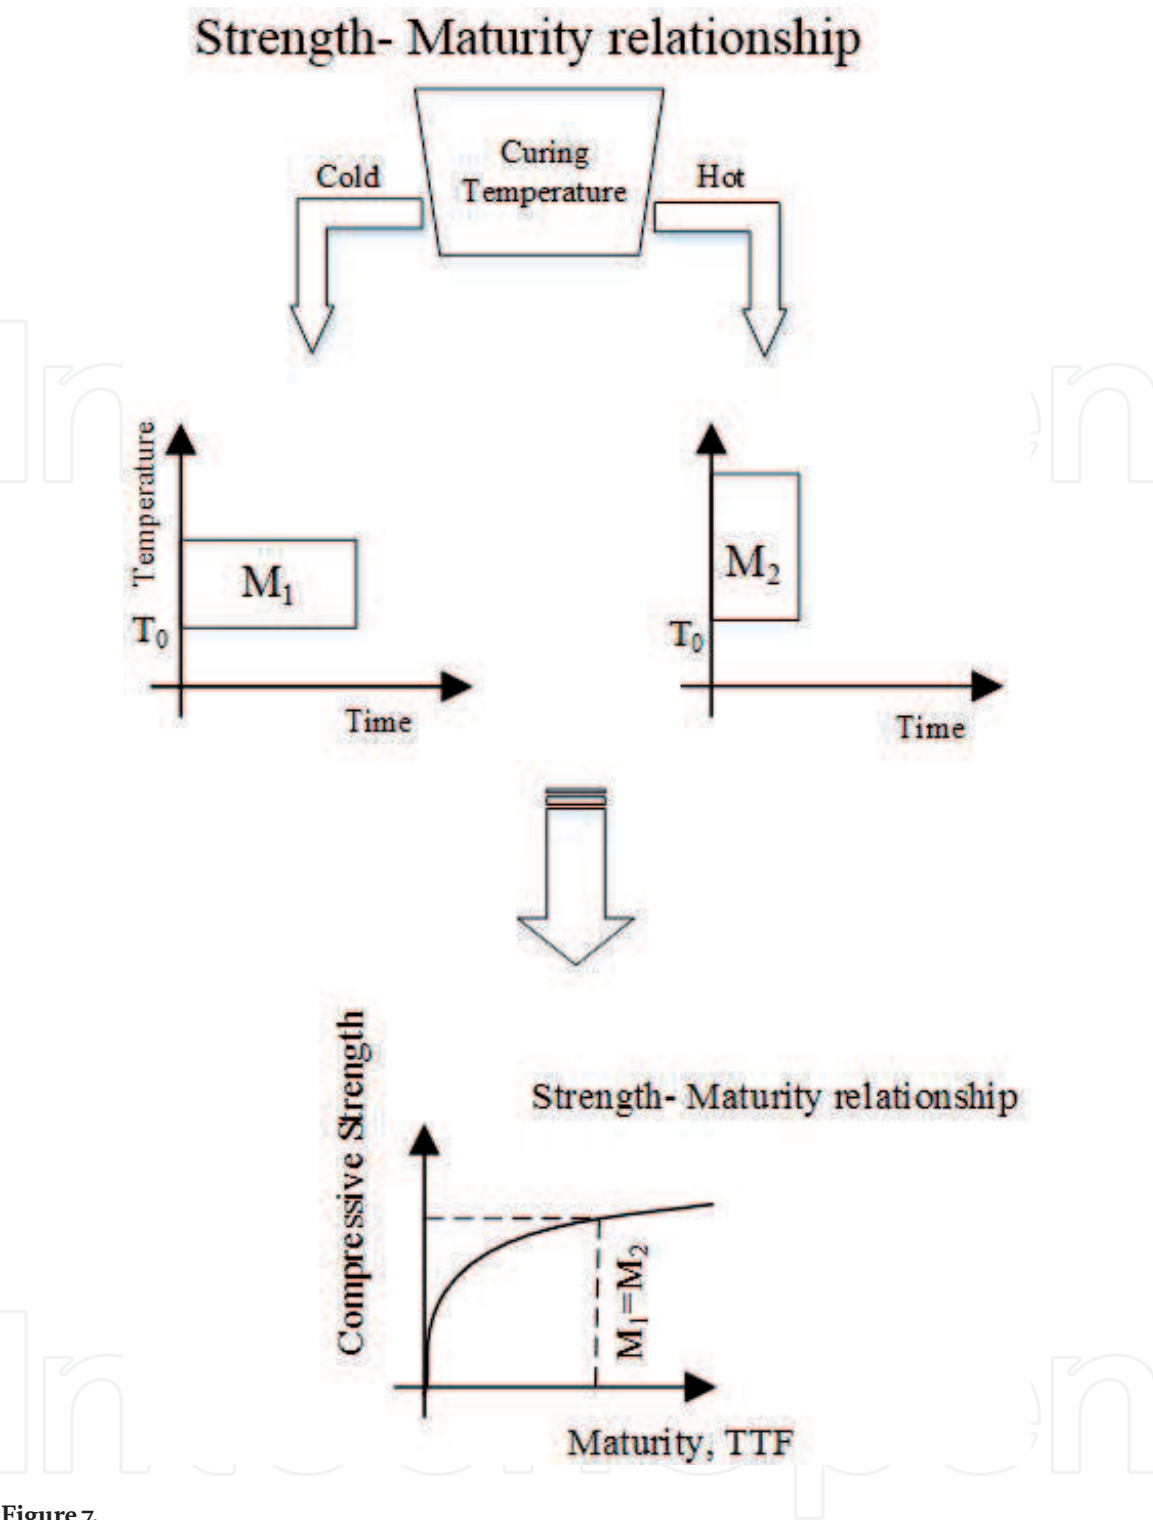 Strength- Maturity relationship
Curing
Temperature
Cold
Hot
Temperature
M₁
T₀
Time
M₂
T₀
Time
Compressive Strength
Strength- Maturity relationship
M₁=M₂
Maturity, TTF
Figure 7.